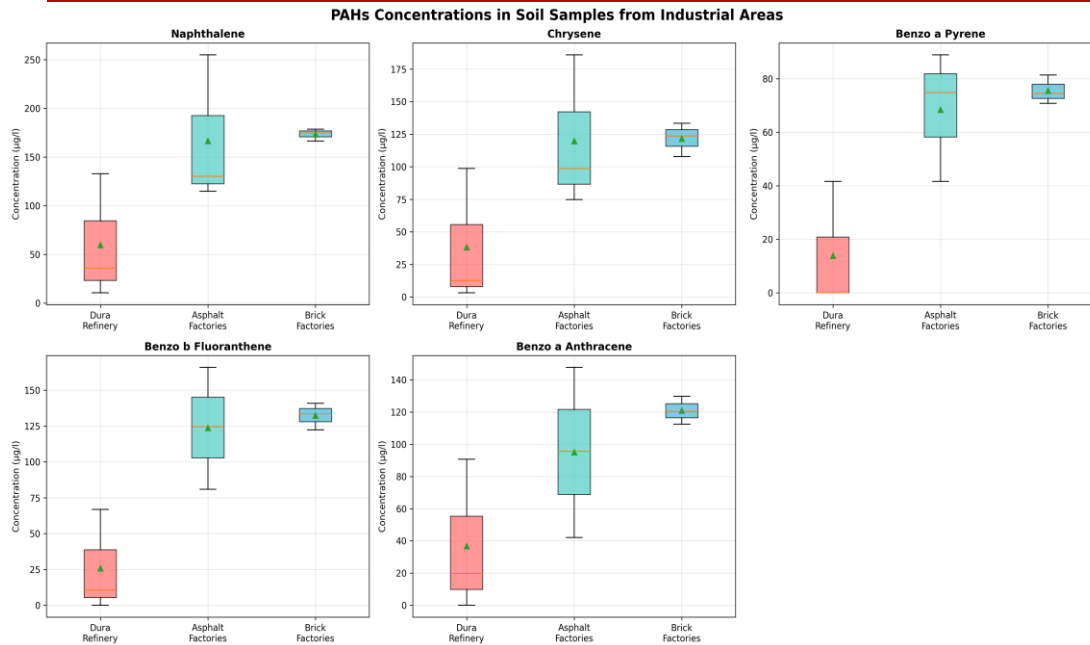 PAHs Concentrations in Soil Samples from Industrial Areas
Naphthalene
Concentration (μg/l)
250
200
150
100
50
0
Dura
Refinery
Asphalt
Factories
Brick
Factories
Chrysene
Concentration (μg/l)
175
150
125
100
75
50
25
0
Dura
Refinery
Asphalt
Factories
Brick
Factories
Benzo a Pyrene
Concentration (μg/l)
80
60
40
20
0
Dura
Refinery
Asphalt
Factories
Brick
Factories
Benzo b Fluoranthene
Concentration (μg/l)
150
125
100
75
50
25
0
Dura
Refinery
Asphalt
Factories
Brick
Factories
Benzo a Anthracene
Concentration (μg/l)
140
120
100
80
60
40
20
0
Dura
Refinery
Asphalt
Factories
Brick
Factories